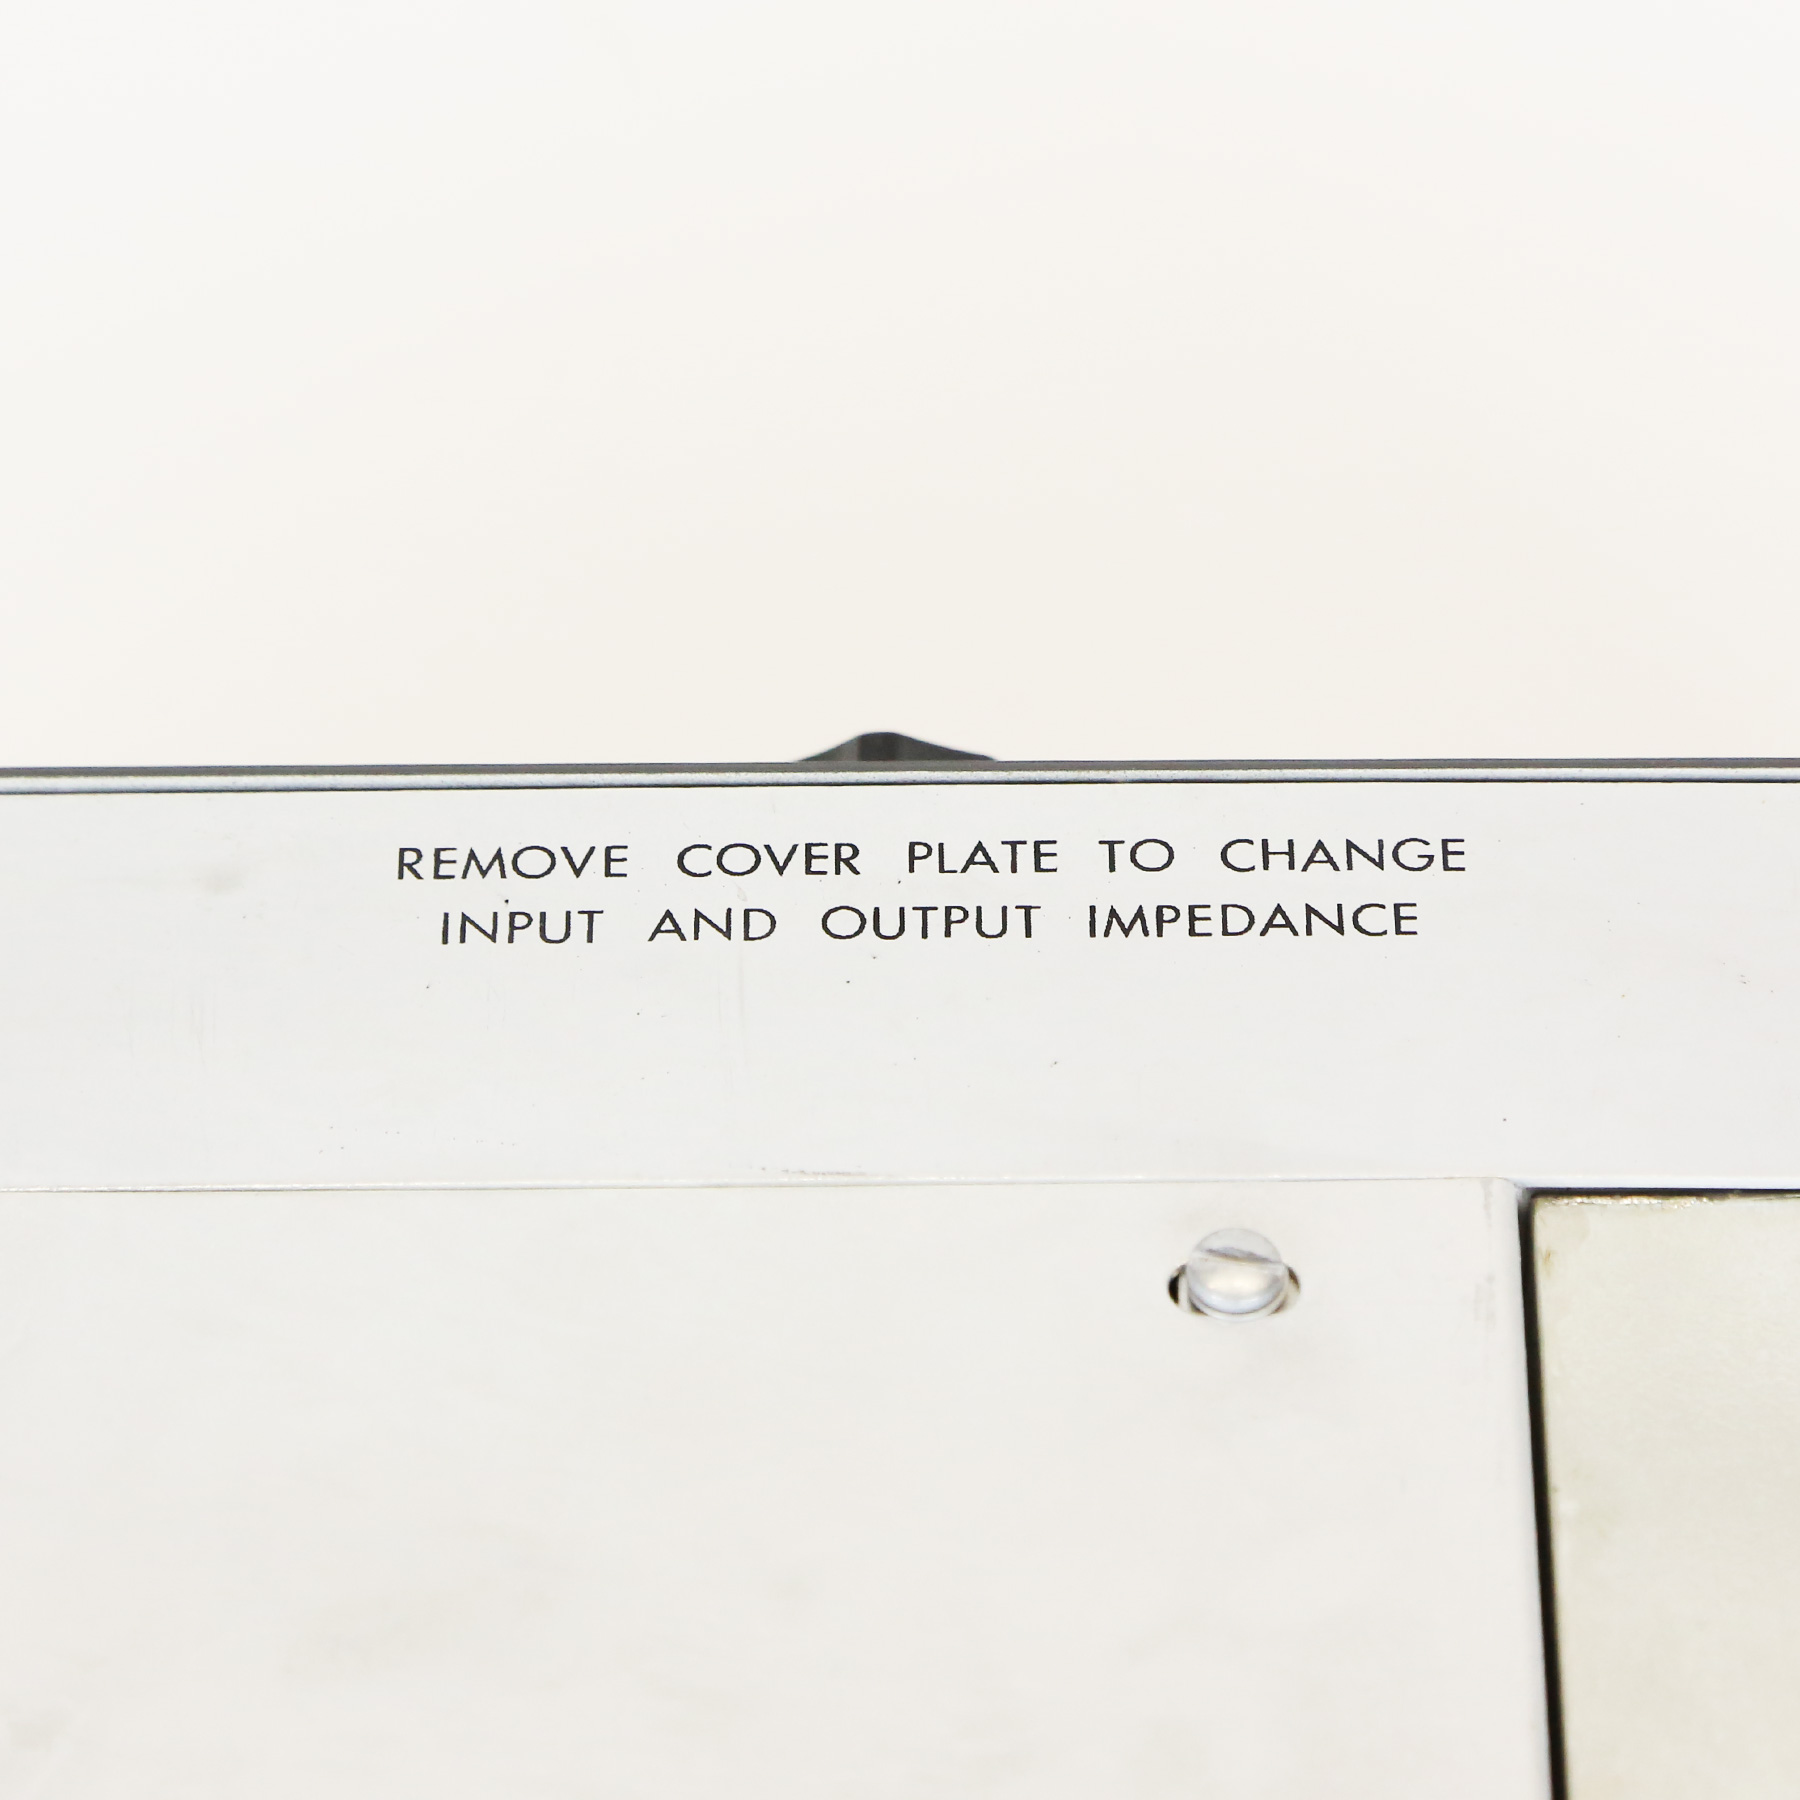 REMOVE COVER PLATE TO CHANGE
INPUT AND OUTPUT IMPEDANCE